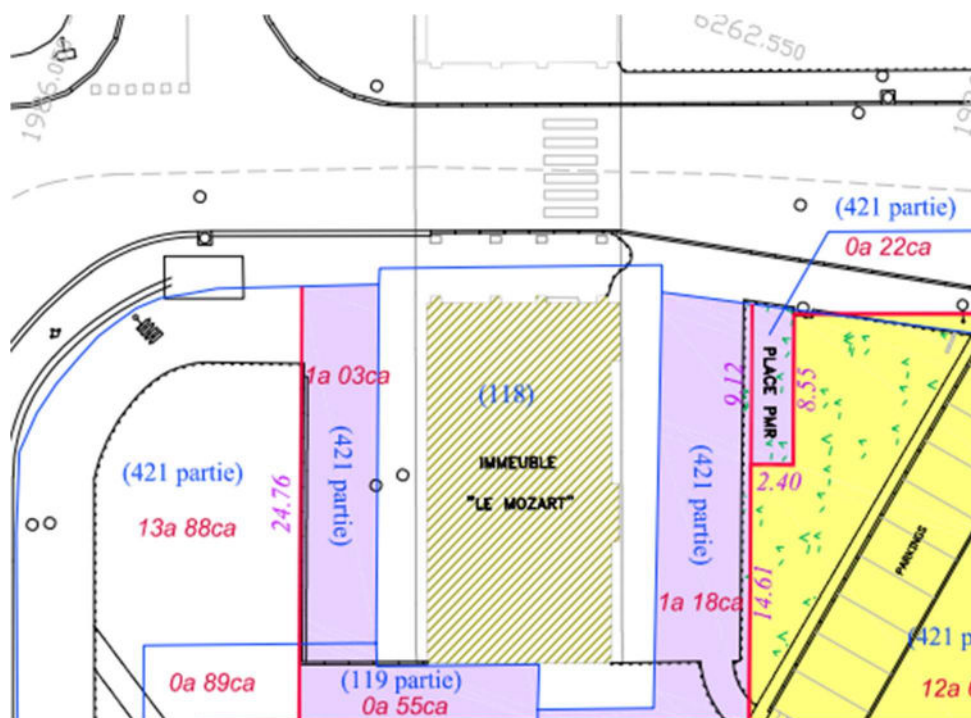 6262.550
(421 partie)
0a 22ca
1a 03ca
(118)
9.12
PLACE PMR
8.55
IMMEUBLE
"LE MOZART"
(421 partie)
13a 88ca
24.76
(421 partie)
(421 partie)
2.40
1a 18ca
14.61
PARKINGS
0a 89ca
(119 partie)
0a 55ca
(421 p
12a